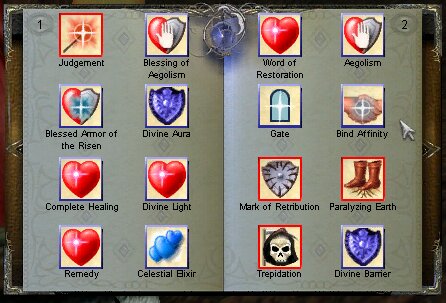 1
2
Judgement
Blessing of
Aegolism
Word of
Restoration
Aegolism
Blessed Armor of
the Risen
Divine Aura
Gate
Bind Affinity
Complete Healing
Divine Light
Mark of Retribution
Paralyzing Earth
Remedy
Celestial Elixir
Trepidation
Divine Barrier